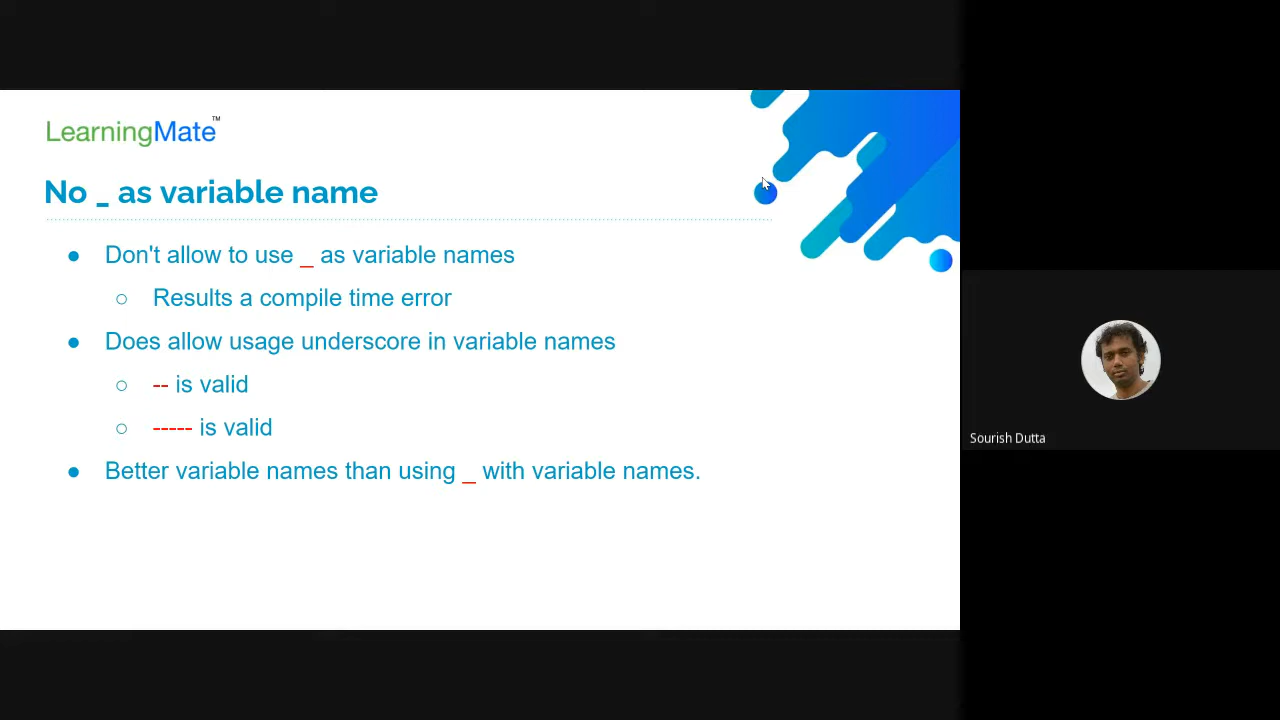 LearningMate™
No _ as variable name
● Don't allow to use _ as variable names
○ Results a compile time error
● Does allow usage underscore in variable names
○ -- is valid
○ ----- is valid
● Better variable names than using _ with variable names.
Sourish Dutta